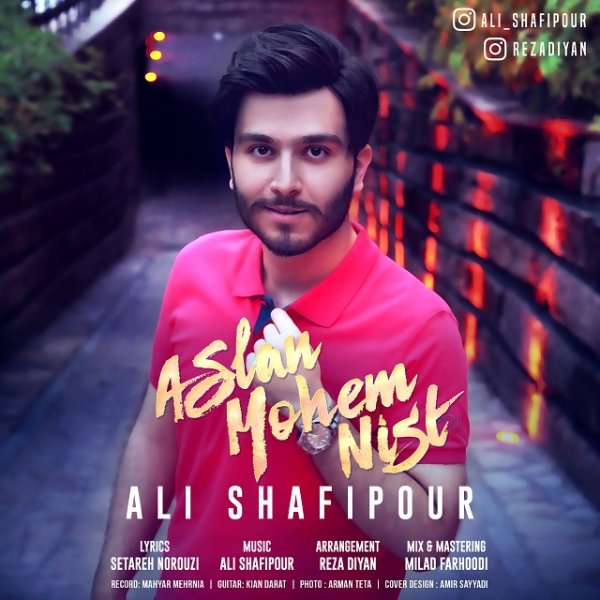 ALI_SHAFIPOUR
REZADIYAN
Aslan
Mohem
Nist
ALI SHAFIPOUR
LYRICS MUSIC ARRANGEMENT MIX & MASTERING
SETAREH NOROUZI ALI SHAFIPOUR REZA DIYAN MILAD FARHOODI
RECORD: MAHYAR MEHRNIA | GUITAR: KIAN DARAT | PHOTO : ARMAN TETA | COVER DESIGN : AMIR SAYYADI